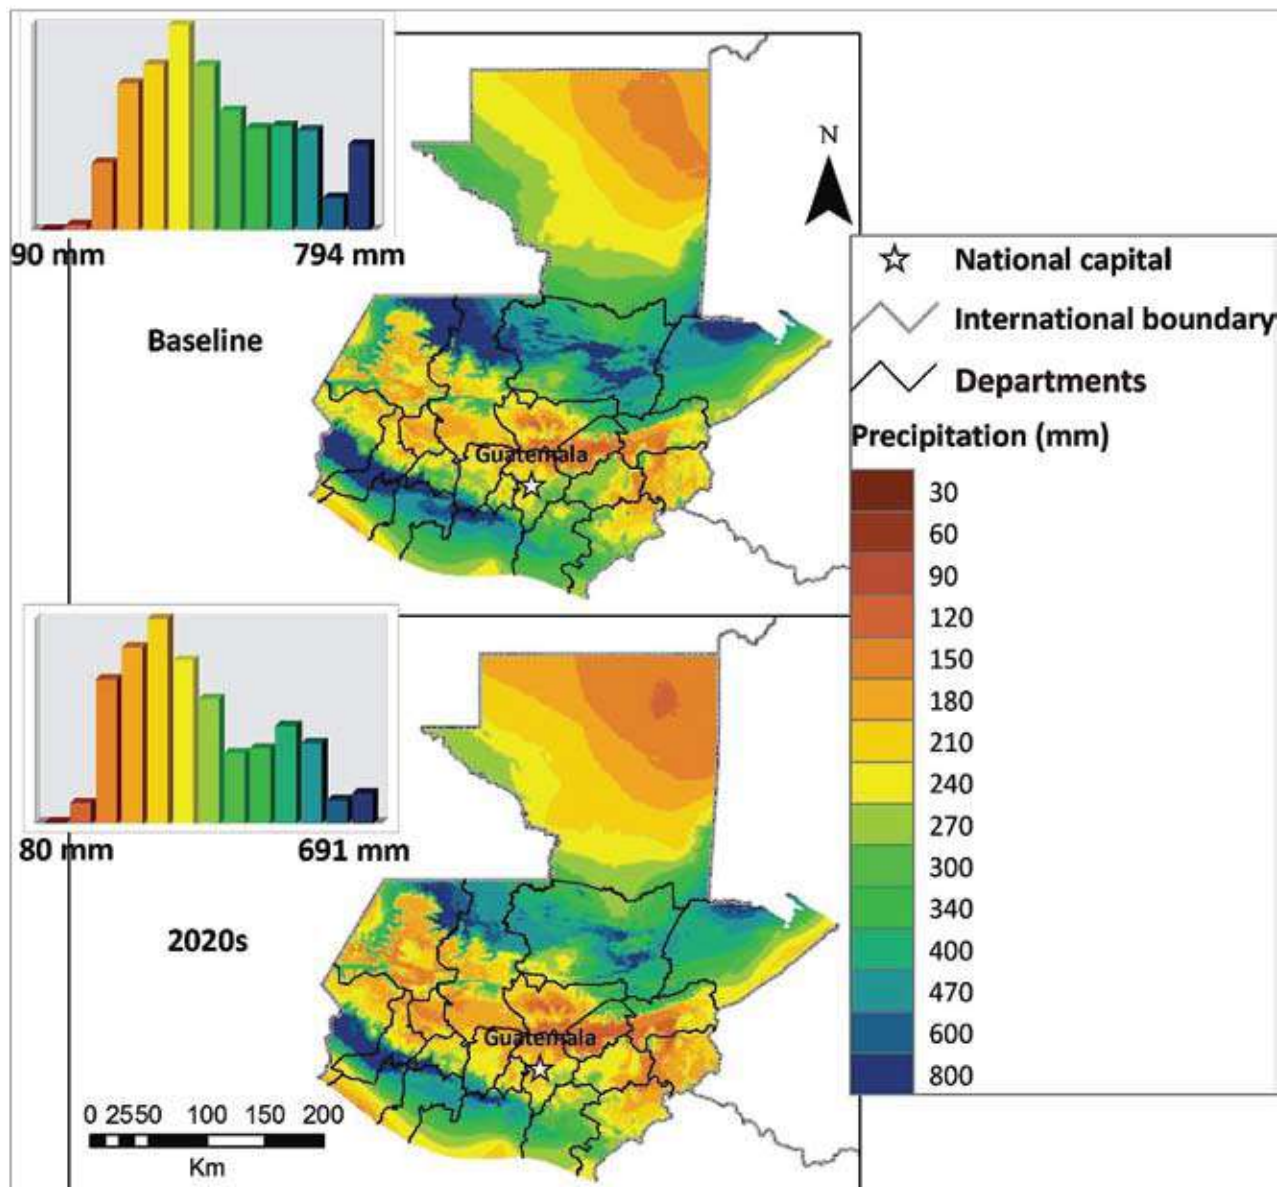 90 mm
794 mm
N
Baseline
Guatemala
National capital
International boundary
Departments
Precipitation (mm)
30
60
90
120
150
180
210
240
270
300
340
400
470
600
800
80 mm
691 mm
2020s
Guatemala
0 25 50 100 150 200
Km